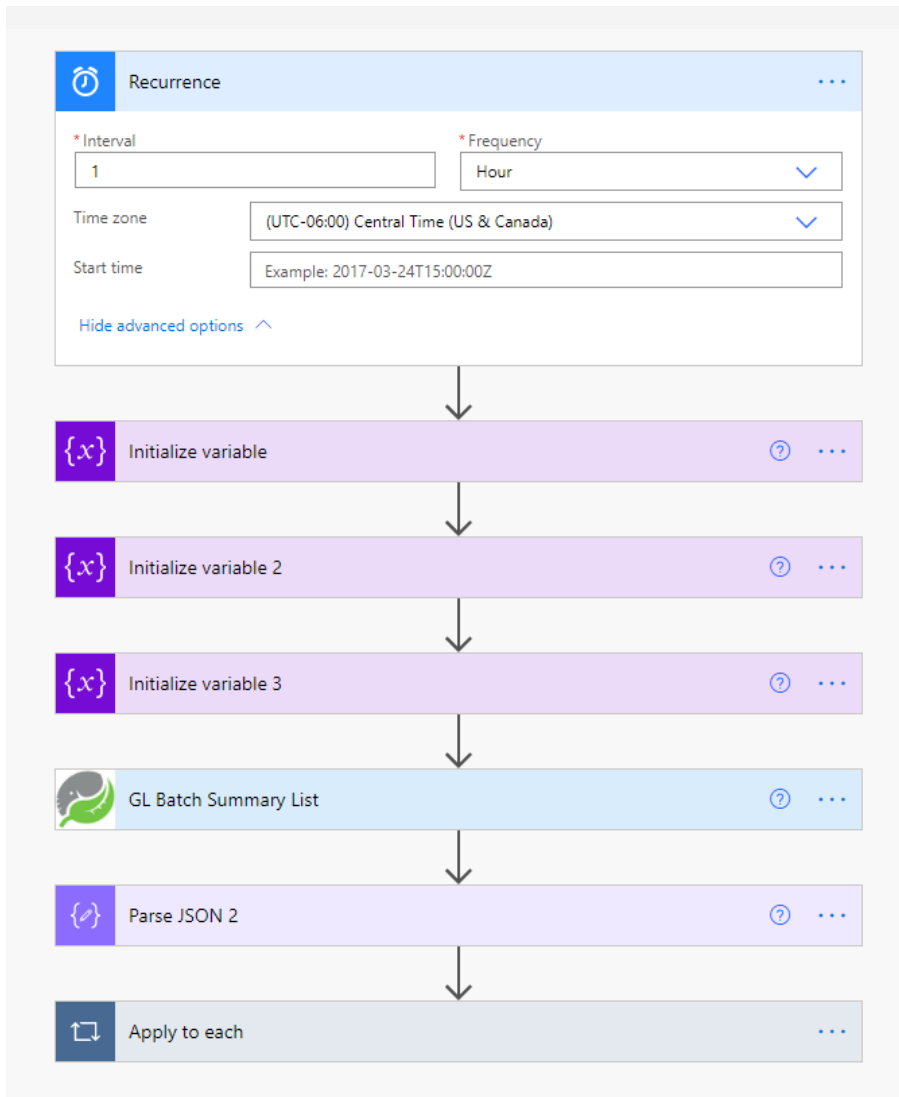 Recurrence
* Interval
* Frequency
1
Hour
Time zone
(UTC-06:00) Central Time (US & Canada)
Start time
Example: 2017-03-24T15:00:00Z
Hide advanced options
{x} Initialize variable
{x} Initialize variable 2
{x} Initialize variable 3
GL Batch Summary List
Parse JSON 2
Apply to each